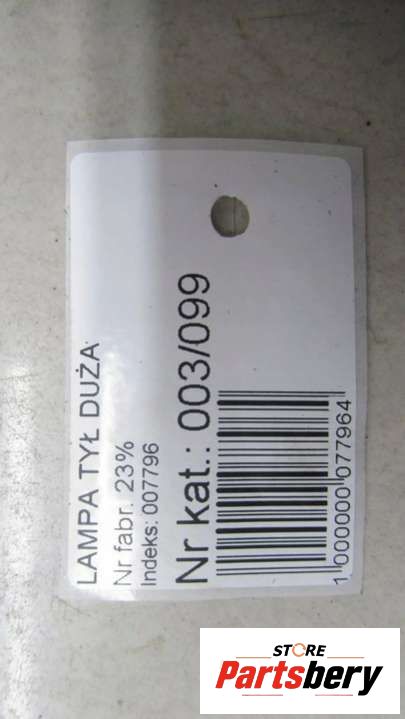 LAMPA TYŁ DUŻA
Nr fabr. 23%
Indeks: 007796
Nr kat.: 003/099
1 000000 077964
STORE
Partsbery